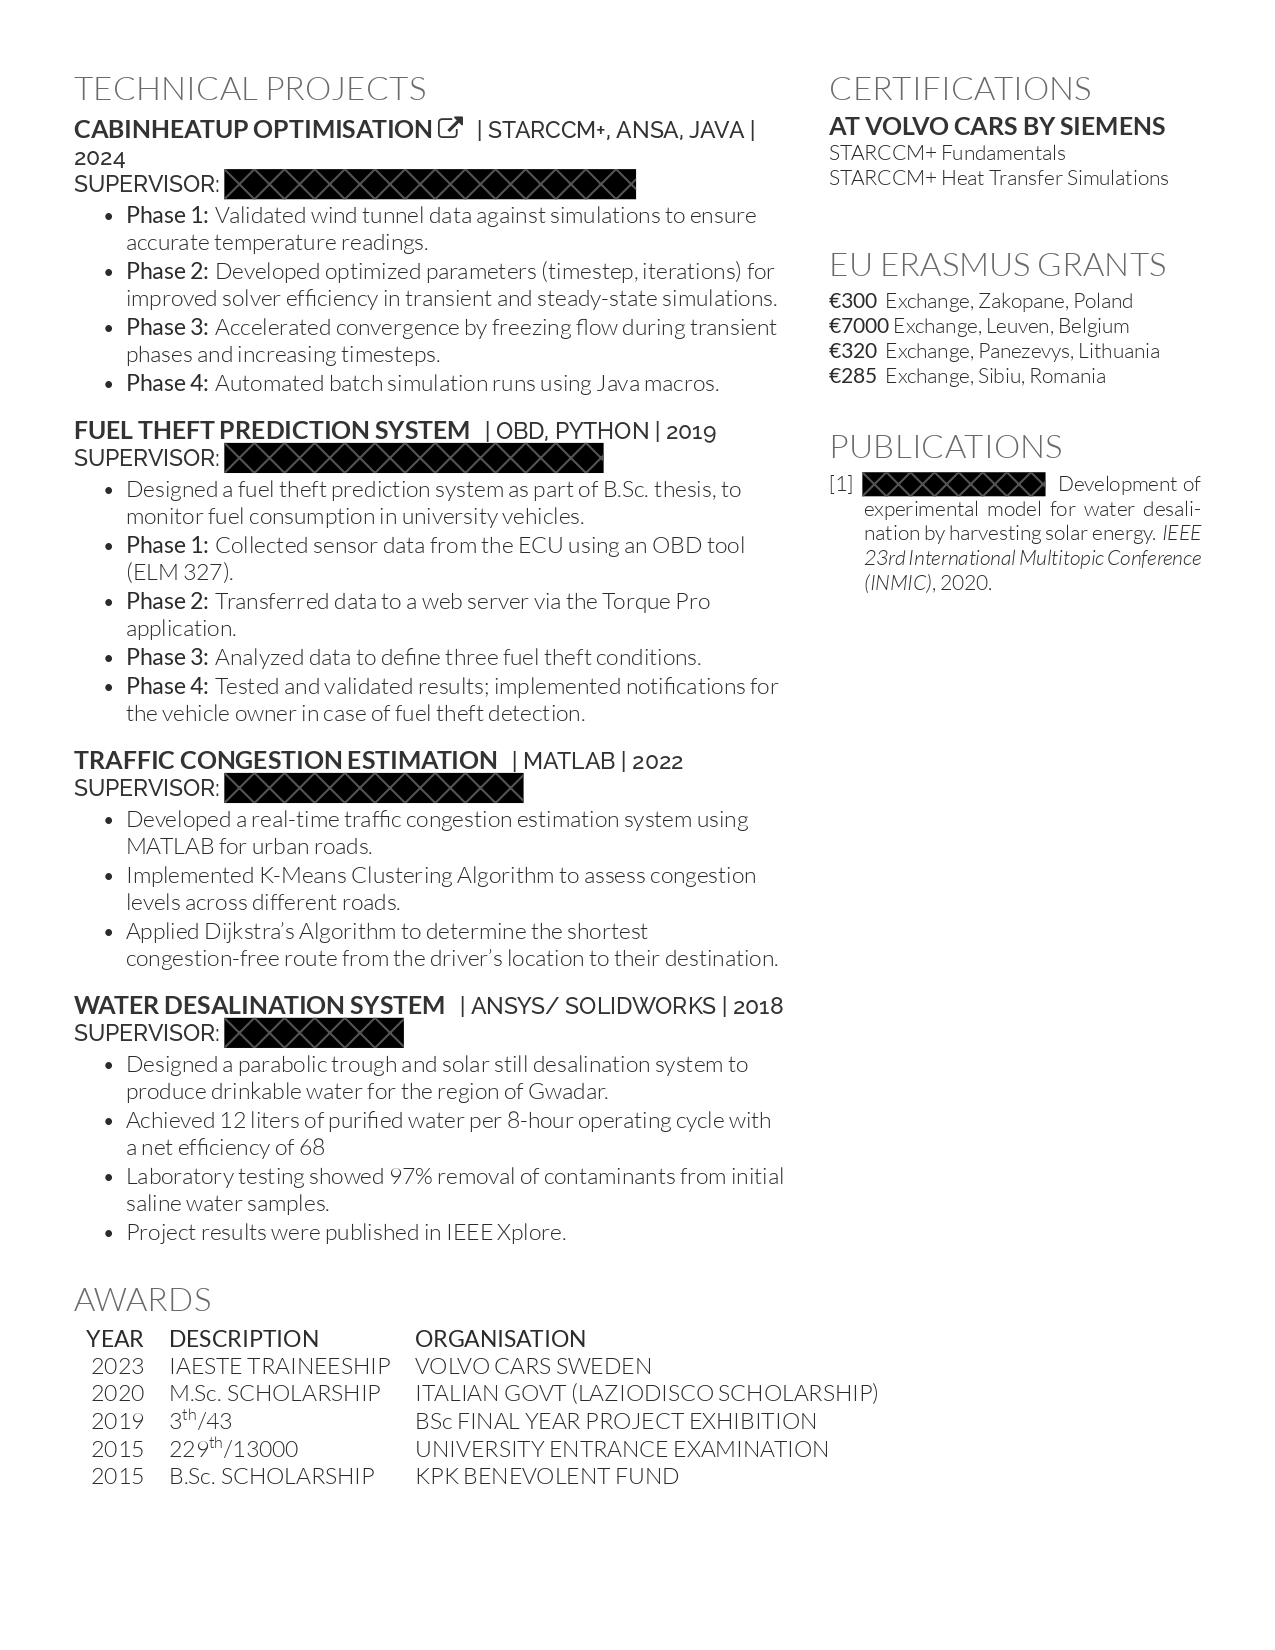 TECHNICAL PROJECTS
CABINHEATUP OPTIMISATION | STARCCM+, ANSA, JAVA |
2024
SUPERVISOR:
• Phase 1: Validated wind tunnel data against simulations to ensure
accurate temperature readings.
• Phase 2: Developed optimized parameters (timestep, iterations) for
improved solver efficiency in transient and steady-state simulations.
• Phase 3: Accelerated convergence by freezing flow during transient
phases and increasing timesteps.
• Phase 4: Automated batch simulation runs using Java macros.
FUEL THEFT PREDICTION SYSTEM | OBD, PYTHON | 2019
SUPERVISOR:
• Designed a fuel theft prediction system as part of B.Sc. thesis, to
monitor fuel consumption in university vehicles.
• Phase 1: Collected sensor data from the ECU using an OBD tool
(ELM 327).
• Phase 2: Transferred data to a web server via the Torque Pro
application.
• Phase 3: Analyzed data to define three fuel theft conditions.
• Phase 4: Tested and validated results; implemented notifications for
the vehicle owner in case of fuel theft detection.
TRAFFIC CONGESTION ESTIMATION | MATLAB | 2022
SUPERVISOR:
• Developed a real-time traffic congestion estimation system using
MATLAB for urban roads.
• Implemented K-Means Clustering Algorithm to assess congestion
levels across different roads.
• Applied Dijkstra's Algorithm to determine the shortest
congestion-free route from the driver's location to their destination.
WATER DESALINATION SYSTEM | ANSYS/ SOLIDWORKS | 2018
SUPERVISOR:
• Designed a parabolic trough and solar still desalination system to
produce drinkable water for the region of Gwadar.
• Achieved 12 liters of purified water per 8-hour operating cycle with
a net efficiency of 68
• Laboratory testing showed 97% removal of contaminants from initial
saline water samples.
• Project results were published in IEEE Xplore.
AWARDS
YEAR DESCRIPTION ORGANISATION
2023 IAESTE TRAINEESHIP VOLVO CARS SWEDEN
2020 M.Sc. SCHOLARSHIP ITALIAN GOVT (LAZIODISCO SCHOLARSHIP)
2019 3th/43 BSc FINAL YEAR PROJECT EXHIBITION
2015 229th/13000 UNIVERSITY ENTRANCE EXAMINATION
2015 B.Sc. SCHOLARSHIP KPK BENEVOLENT FUND
CERTIFICATIONS
AT VOLVO CARS BY SIEMENS
STARCCM+ Fundamentals
STARCCM+ Heat Transfer Simulations
EU ERASMUS GRANTS
€300 Exchange, Zakopane, Poland
€7000 Exchange, Leuven, Belgium
€320 Exchange, Panezevys, Lithuania
€285 Exchange, Sibiu, Romania
PUBLICATIONS
[1] Development of
experimental model for water desali-
nation by harvesting solar energy. IEEE
23rd International Multitopic Conference
(INMIC), 2020.